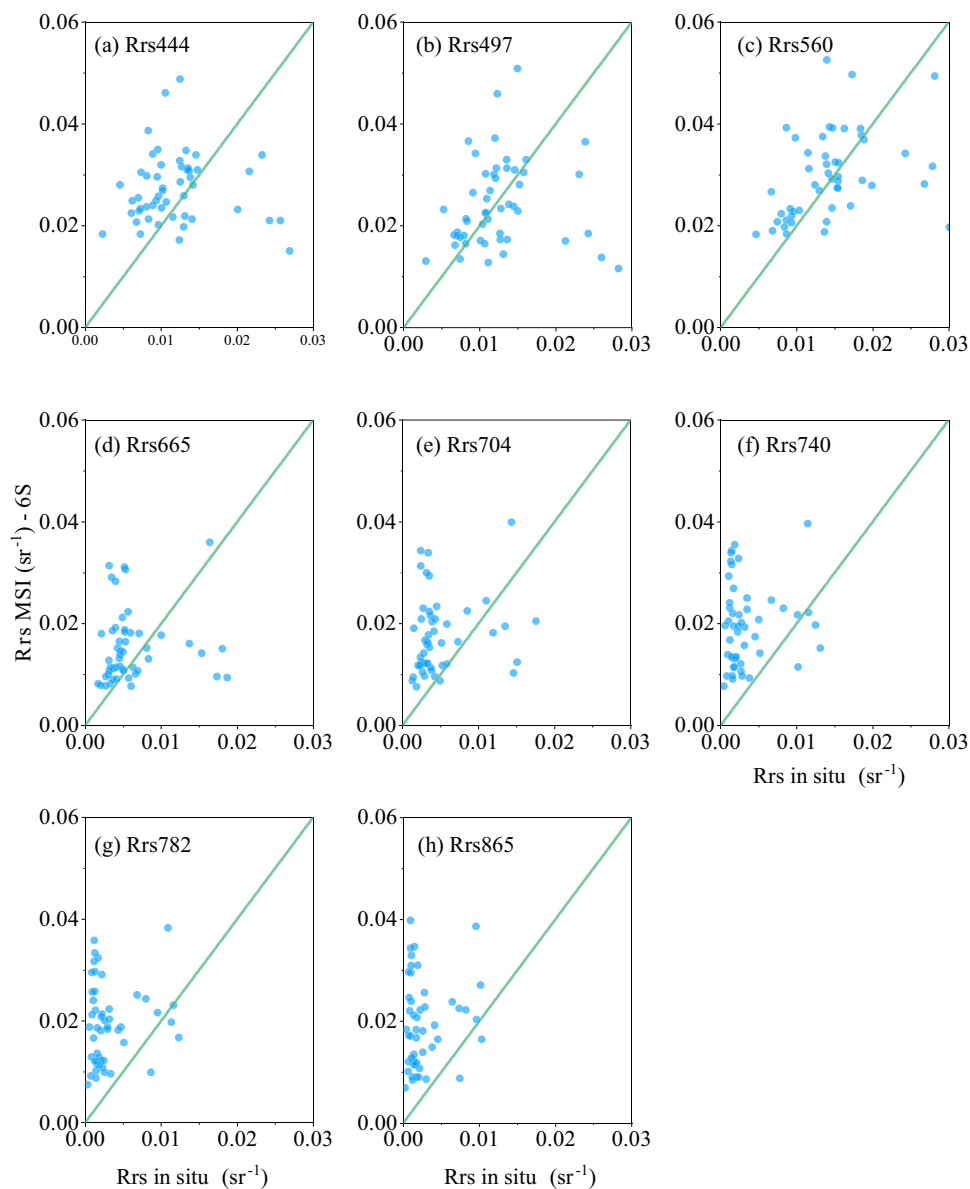 0.06
0.04
0.02
0.00
(a) Rrs444
0.00 0.01 0.02 0.03
0.06
0.04
0.02
0.00
(b) Rrs497
0.00 0.01 0.02 0.03
0.06
0.04
0.02
0.00
(c) Rrs560
0.00 0.01 0.02 0.03
Rrs MSI (sr⁻¹) - 6S
0.06
0.04
0.02
0.00
(d) Rrs665
0.00 0.01 0.02 0.03
0.06
0.04
0.02
0.00
(e) Rrs704
0.00 0.01 0.02 0.03
0.06
0.04
0.02
0.00
(f) Rrs740
0.00 0.01 0.02 0.03
Rrs in situ (sr⁻¹)
0.06
0.04
0.02
0.00
(g) Rrs782
0.00 0.01 0.02 0.03
Rrs in situ (sr⁻¹)
0.06
0.04
0.02
0.00
(h) Rrs865
0.00 0.01 0.02 0.03
Rrs in situ (sr⁻¹)